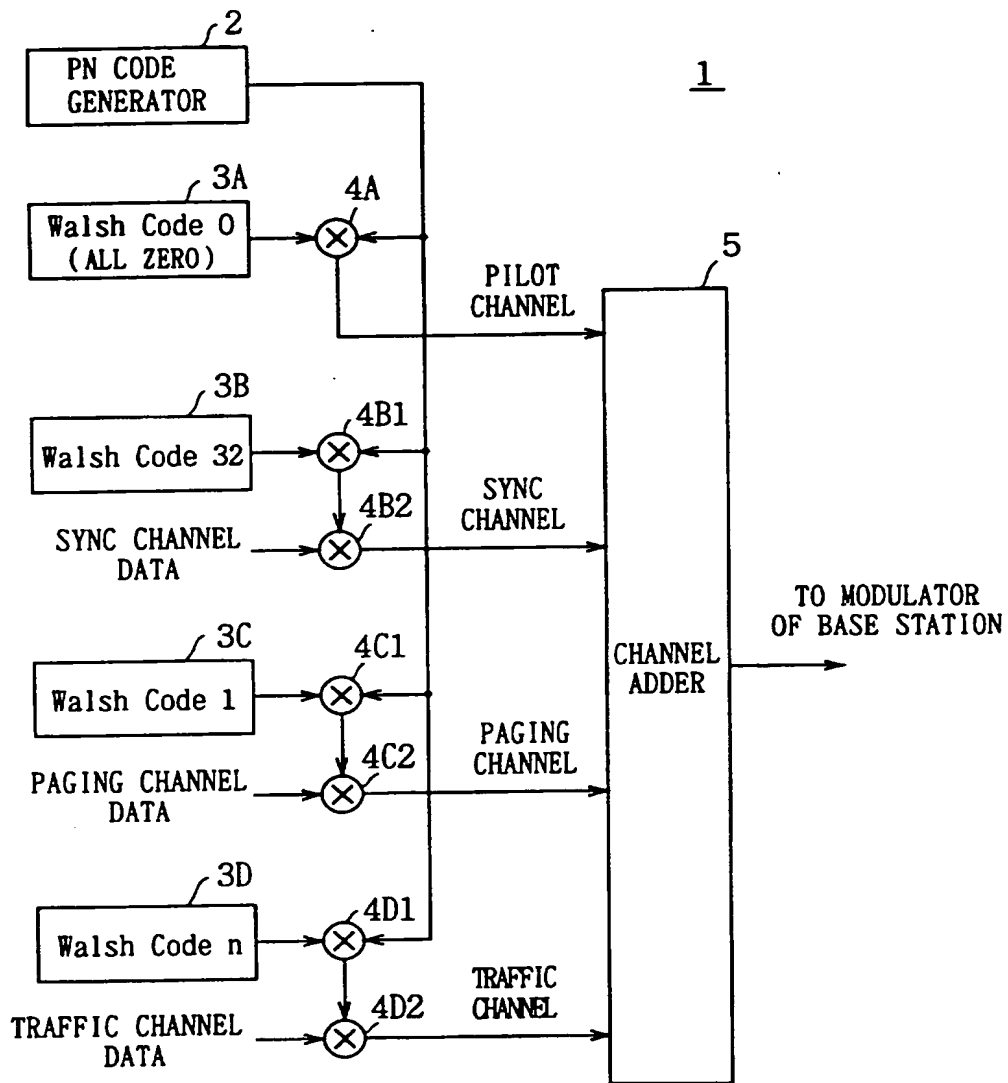 2
PN CODE
GENERATOR
1
3A
Walsh Code 0
(ALL ZERO)
4A
5
PILOT
CHANNEL
3B
Walsh Code 32
4B1
4B2
SYNC
CHANNEL
SYNC CHANNEL
DATA
TO MODULATOR
OF BASE STATION
3C
Walsh Code 1
4C1
CHANNEL
ADDER
4C2
PAGING
CHANNEL
PAGING CHANNEL
DATA
3D
Walsh Code n
4D1
4D2
TRAFFIC
CHANNEL
TRAFFIC CHANNEL
DATA